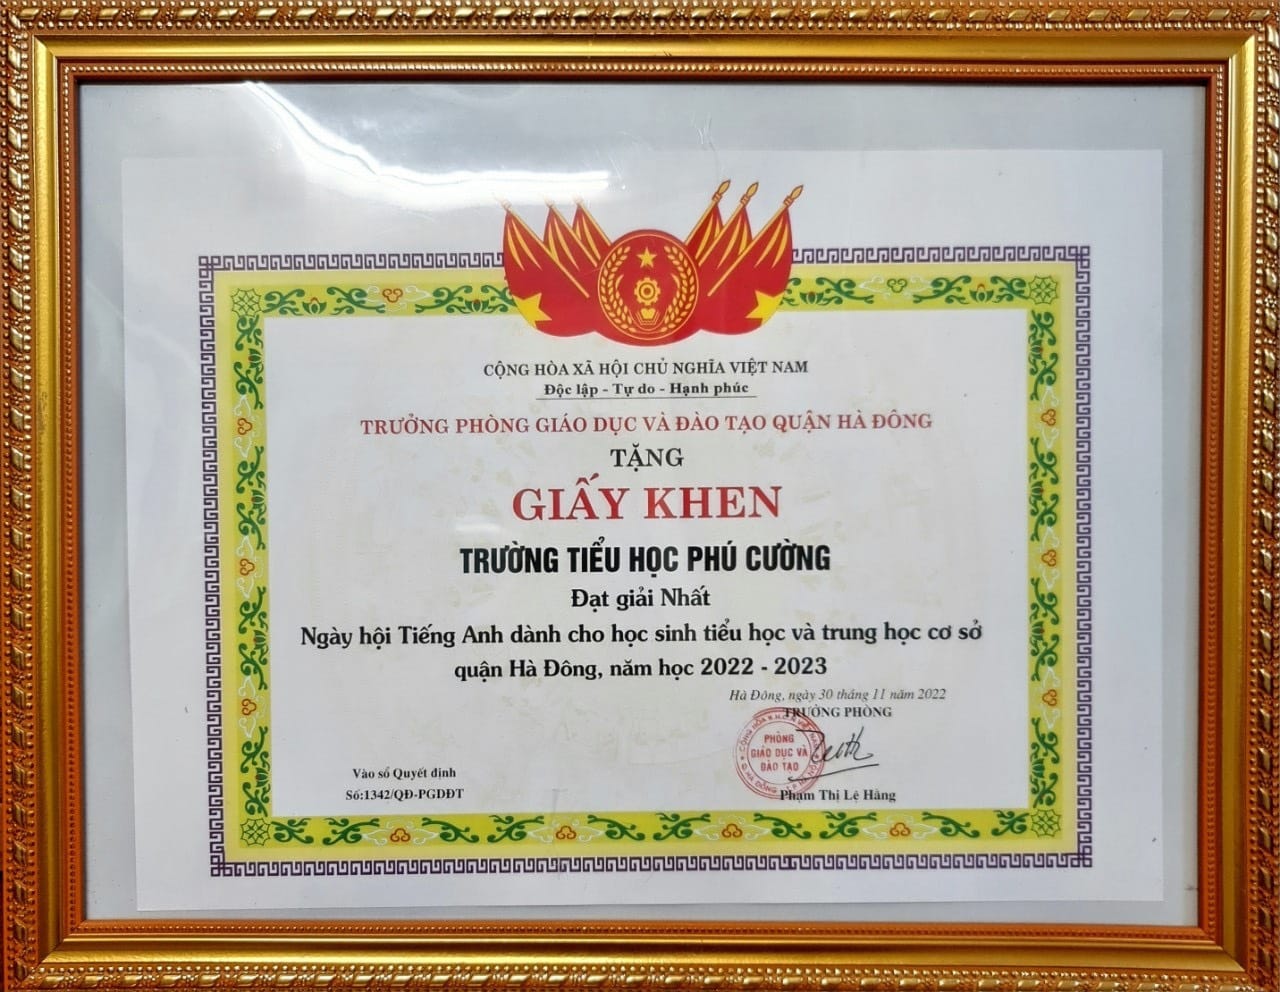 CỘNG HÒA XÃ HỘI CHỦ NGHĨA VIỆT NAM
Độc lập - Tự do - Hạnh phúc
TRƯỞNG PHÒNG GIÁO DỤC VÀ ĐÀO TẠO QUẬN HÀ ĐÔNG
TẶNG
GIẤY KHEN
TRƯỜNG TIỂU HỌC PHÚ CƯỜNG
Đạt giải Nhất
Ngày hội Tiếng Anh dành cho học sinh tiểu học và trung học cơ sở
quận Hà Đông, năm học 2022 - 2023
Hà Đông, ngày 30 tháng 11 năm 2022
TRƯỞNG PHÒNG
PHÒNG
GIÁO DỤC VÀ
ĐÀO TẠO
Vào sổ Quyết định
Số:1342/QĐ-PGDĐT
Phạm Thị Lệ Hằng